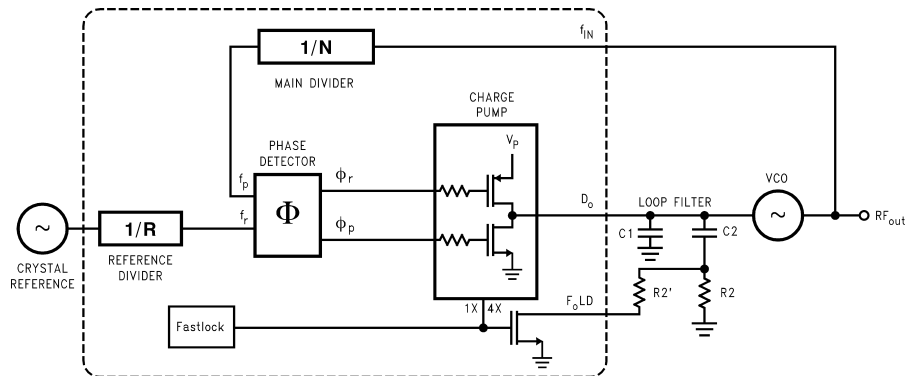 1/N
f_IN
MAIN DIVIDER
CHARGE
PUMP
V_P
PHASE
DETECTOR
f_p
ϕ_r
f_r
Φ
ϕ_p
D_o
LOOP FILTER
VCO
~
RF_out
C1
C2
~
1/R
CRYSTAL
REFERENCE
REFERENCE
DIVIDER
1X 4X
F_oLD
R2'
R2
Fastlock